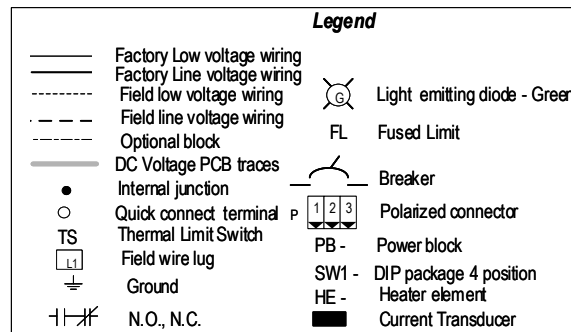 Legend
Factory Low voltage wiring
Factory Line voltage wiring
Field low voltage wiring
Field line voltage wiring
Optional block
DC Voltage PCB traces
Internal junction
Quick connect terminal
TS Thermal Limit Switch
L1 Field wire lug
Ground
N.O., N.C.
G Light emitting diode - Green
FL Fused Limit
Breaker
P 1 2 3 Polarized connector
PB - Power block
SW1 - DIP package 4 position
HE - Heater element
Current Transducer